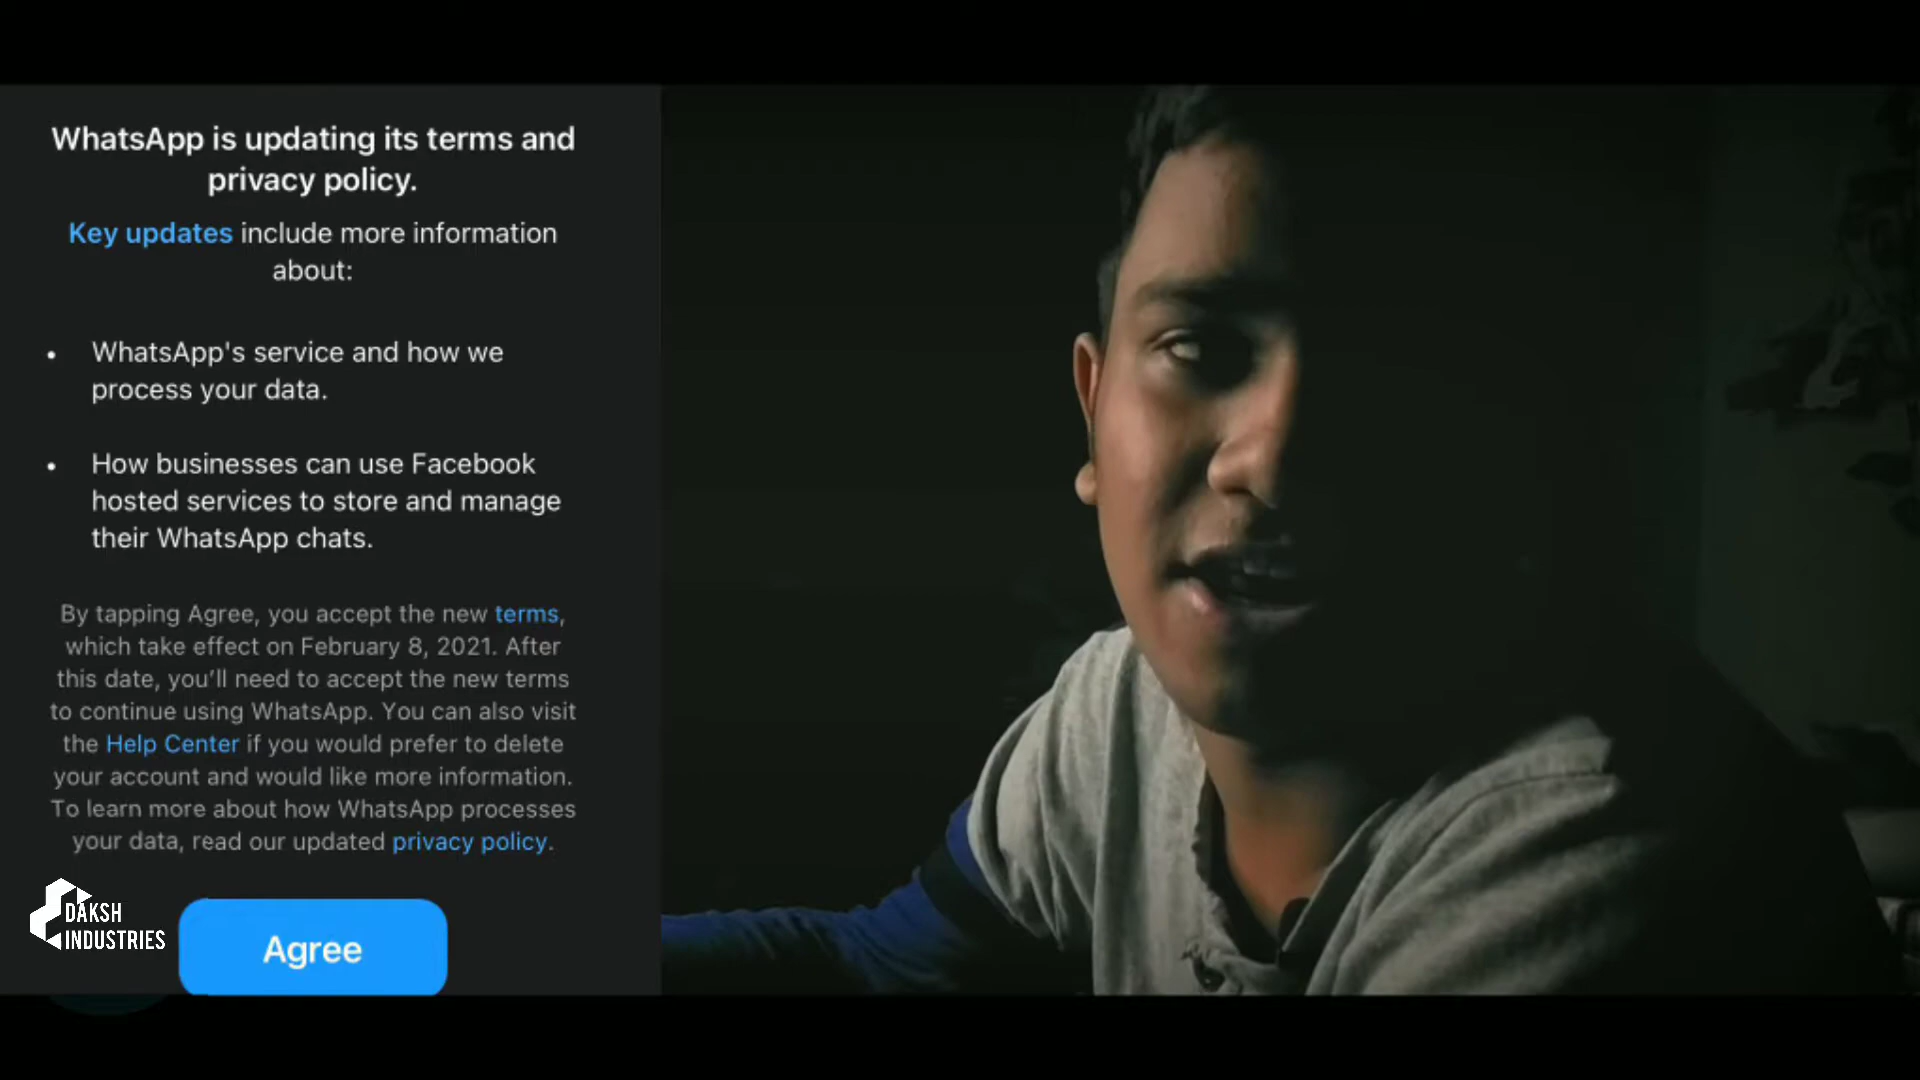 WhatsApp is updating its terms and
privacy policy.
Key updates include more information
about:
• WhatsApp's service and how we
process your data.
• How businesses can use Facebook
hosted services to store and manage
their WhatsApp chats.
By tapping Agree, you accept the new terms,
which take effect on February 8, 2021. After
this date, you’ll need to accept the new terms
to continue using WhatsApp. You can also visit
the Help Center if you would prefer to delete
your account and would like more information.
To learn more about how WhatsApp processes
your data, read our updated privacy policy.
DAKSH
INDUSTRIES
Agree